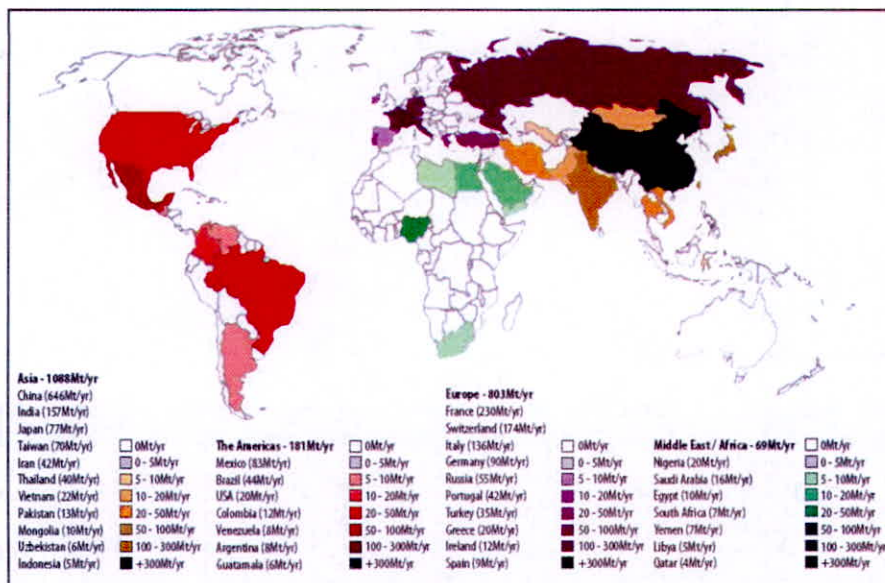 Asia - 1088Mt/yr
China (646Mt/yr)
India (157Mt/yr)
Japan (77Mt/yr)
Taiwan (70Mt/yr)
Iran (42Mt/yr)
Thailand (40Mt/yr)
Vietnam (22Mt/yr)
Pakistan (13Mt/yr)
Mongolia (10Mt/yr)
Uzbekistan (6Mt/yr)
Indonesia (5Mt/yr)
0Mt/yr
0 - 5Mt/yr
5 - 10Mt/yr
10 - 20Mt/yr
20 - 50Mt/yr
50 - 100Mt/yr
100 - 300Mt/yr
+300Mt/yr
The Americas - 181Mt/yr
Mexico (83Mt/yr)
Brazil (44Mt/yr)
USA (20Mt/yr)
Colombia (12Mt/yr)
Venezuela (8Mt/yr)
Argentina (8Mt/yr)
Guatamala (6Mt/yr)
0Mt/yr
0 - 5Mt/yr
5 - 10Mt/yr
10 - 20Mt/yr
20 - 50Mt/yr
50 - 100Mt/yr
100 - 300Mt/yr
+300Mt/yr
Europe - 803Mt/yr
France (230Mt/yr)
Switzerland (174Mt/yr)
Italy (136Mt/yr)
Germany (90Mt/yr)
Russia (55Mt/yr)
Portugal (42Mt/yr)
Turkey (35Mt/yr)
Greece (20Mt/yr)
Ireland (12Mt/yr)
Spain (9Mt/yr)
0Mt/yr
0 - 5Mt/yr
5 - 10Mt/yr
10 - 20Mt/yr
20 - 50Mt/yr
50 - 100Mt/yr
100 - 300Mt/yr
+300Mt/yr
Middle East / Africa - 69Mt/yr
Nigeria (20Mt/yr)
Saudi Arabia (16Mt/yr)
Egypt (10Mt/yr)
South Africa (7Mt/yr)
Yemen (7Mt/yr)
Libya (5Mt/yr)
Qatar (4Mt/yr)
0Mt/yr
0 - 5Mt/yr
5 - 10Mt/yr
10 - 20Mt/yr
20 - 50Mt/yr
50 - 100Mt/yr
100 - 300Mt/yr
+300Mt/yr